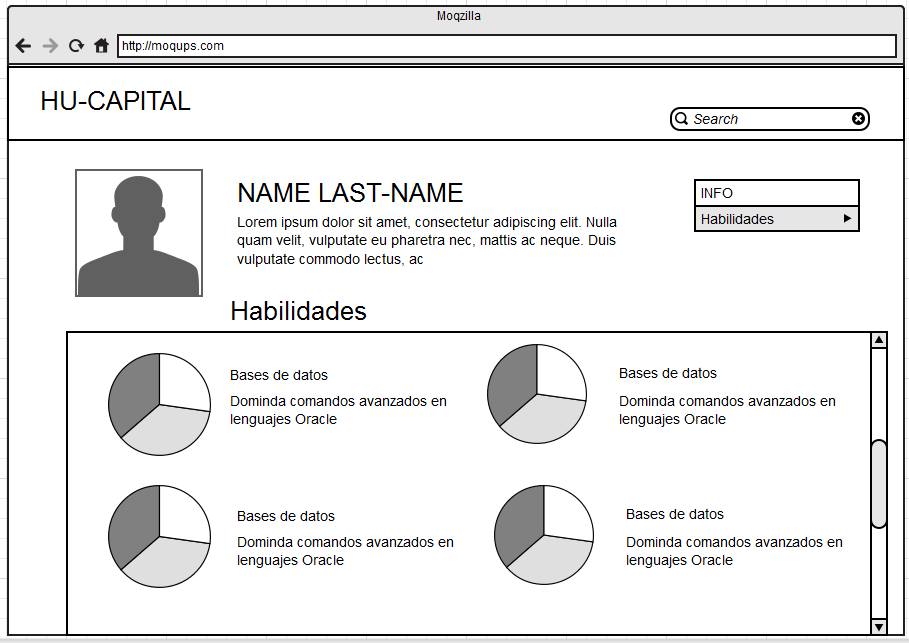 Moqzilla
http://moqups.com
HU-CAPITAL
Search
NAME LAST-NAME
Lorem ipsum dolor sit amet, consectetur adipiscing elit. Nulla
quam velit, vulputate eu pharetra nec, mattis ac neque. Duis
vulputate commodo lectus, ac
INFO
Habilidades
Habilidades
Bases de datos
Dominda comandos avanzados en
lenguajes Oracle
Bases de datos
Dominda comandos avanzados en
lenguajes Oracle
Bases de datos
Dominda comandos avanzados en
lenguajes Oracle
Bases de datos
Dominda comandos avanzados en
lenguajes Oracle